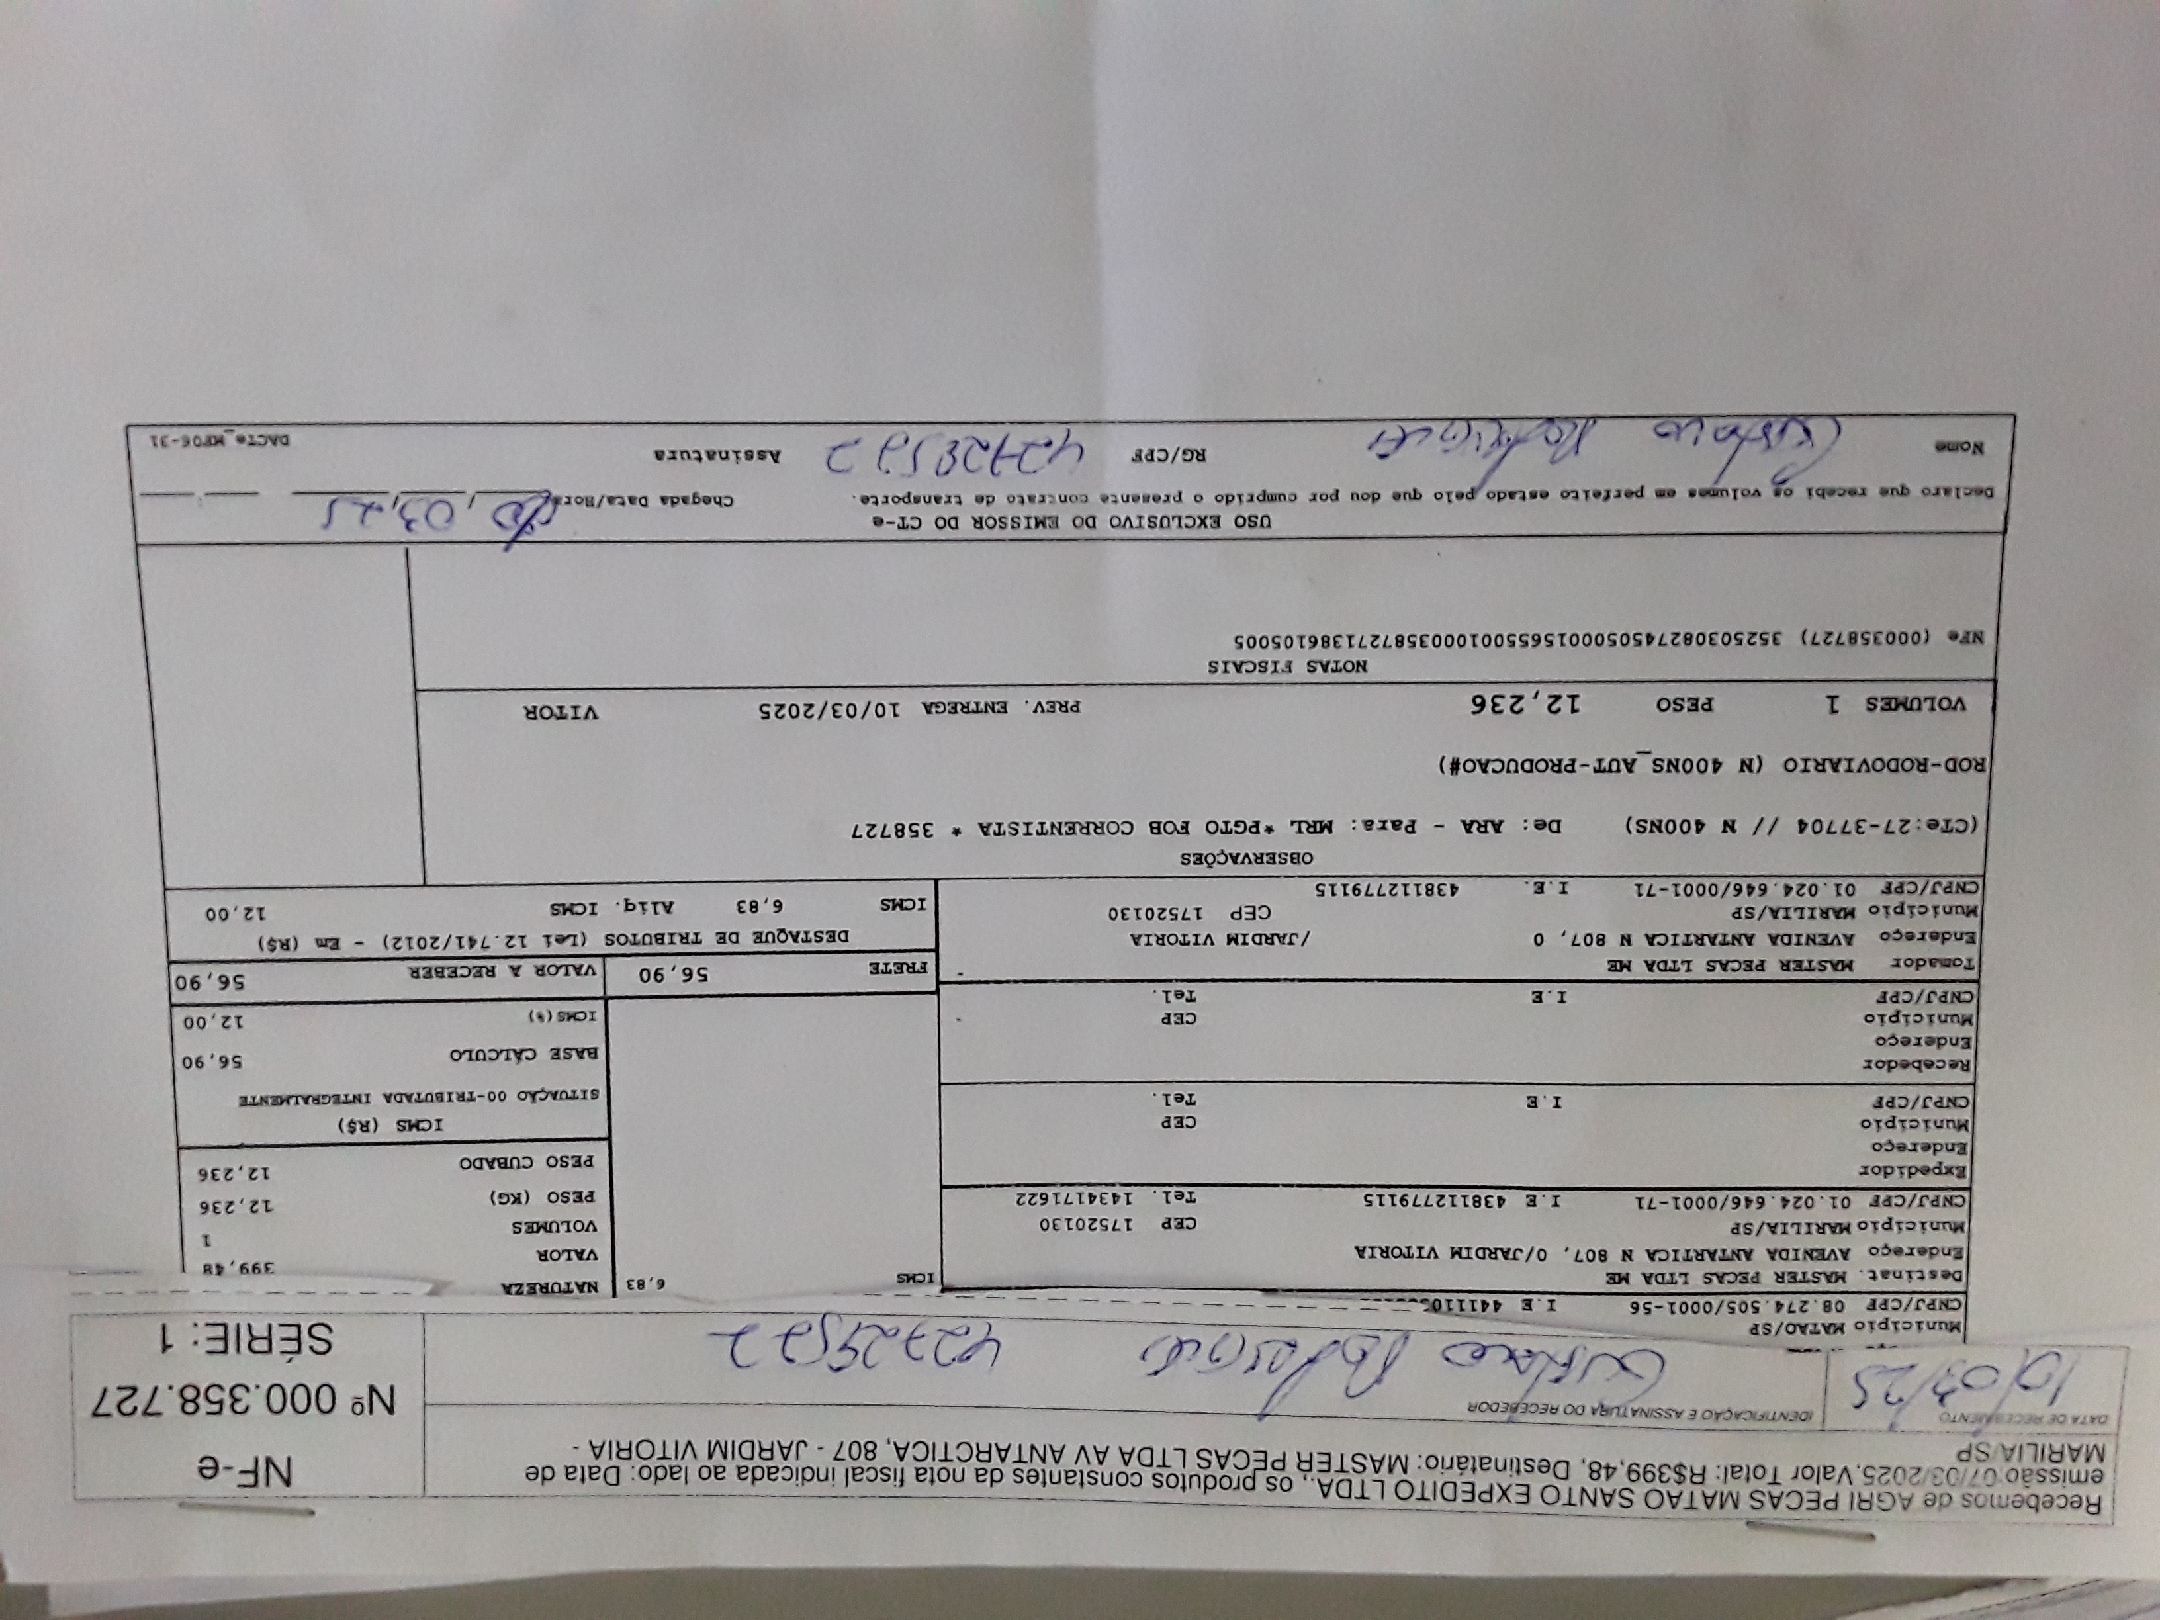 Recebemos de AGRI PECAS MATAO SANTO EXPEDITO LTDA., os produtos constantes da nota fiscal indicada ao lado: Data de
emissão:07/03/2025.Valor Total: R$399,48, Destinatário: MASTER PECAS LTDA AV ANTARCTICA, 807 - JARDIM VITORIA -
MARILIA/SP
NF-e
Nº 000.358.727
SÉRIE: 1
DATA DE RECEBIMENTO
10/03/25
IDENTIFICAÇÃO E ASSINATURA DO RECEBEDOR
Gustavo Rodrigues
Município MATAO/SP
CNPJ/CPF 08.274.505/0001-56 I.E
Destinat. MASTER PECAS LTDA ME
Endereço AVENIDA ANTARTICA N 807, 0/JARDIM VITORIA
Município MARILIA/SP CEP 17520130
CNPJ/CPF 01.024.646/0001-71 I.E 438112779115 Tel. 1434171622
Expedidor
Endereço
Município CEP
CNPJ/CPF I.E Tel.
Recebedor
Endereço
Município CEP
CNPJ/CPF I.E Tel.
Tomador MASTER PECAS LTDA ME
Endereço AVENIDA ANTARTICA N 807, 0 /JARDIM VITORIA
Município MARILIA/SP CEP 17520130
CNPJ/CPF 01.024.646/0001-71 I.E. 438112779115
ICMS 6,83
NATUREZA
VALOR 399,48
VOLUMES 1
PESO (KG) 12,236
PESO CUBADO 12,236
ICMS (R$)
SITUAÇÃO 00-TRIBUTADA INTEGRALMENTE
BASE CÁLCULO 56,90
ICMS(%) 12,00
FRETE 56,90 VALOR A RECEBER 56,90
DESTAQUE DE TRIBUTOS (Lei 12.741/2012) - Em (R$)
ICMS 6,83 Aliq. ICMS 12,00
OBSERVAÇÕES
(CTe:27-37704 // N 400NS) De: ARA - Para: MRL *PGTO FOB CORRENTISTA * 358727
ROD-RODOVIARIO (N 400NS_AUT-PRODUCAO#)
VOLUMES 1 PESO 12,236 PREV. ENTREGA 10/03/2025 VITOR
NOTAS FISCAIS
NFe (000358727) 35250308274505000156550010003587271386105005
USO EXCLUSIVO DO EMISSOR DO CT-e
Declaro que recebi os volumes em perfeito estado pelo que dou por cumprido o presente contrato de transporte. Chegada Data/Hora 10,03,25
Nome Gustavo Rodrigues RG/CPF Assinatura DACTe_MF06-31